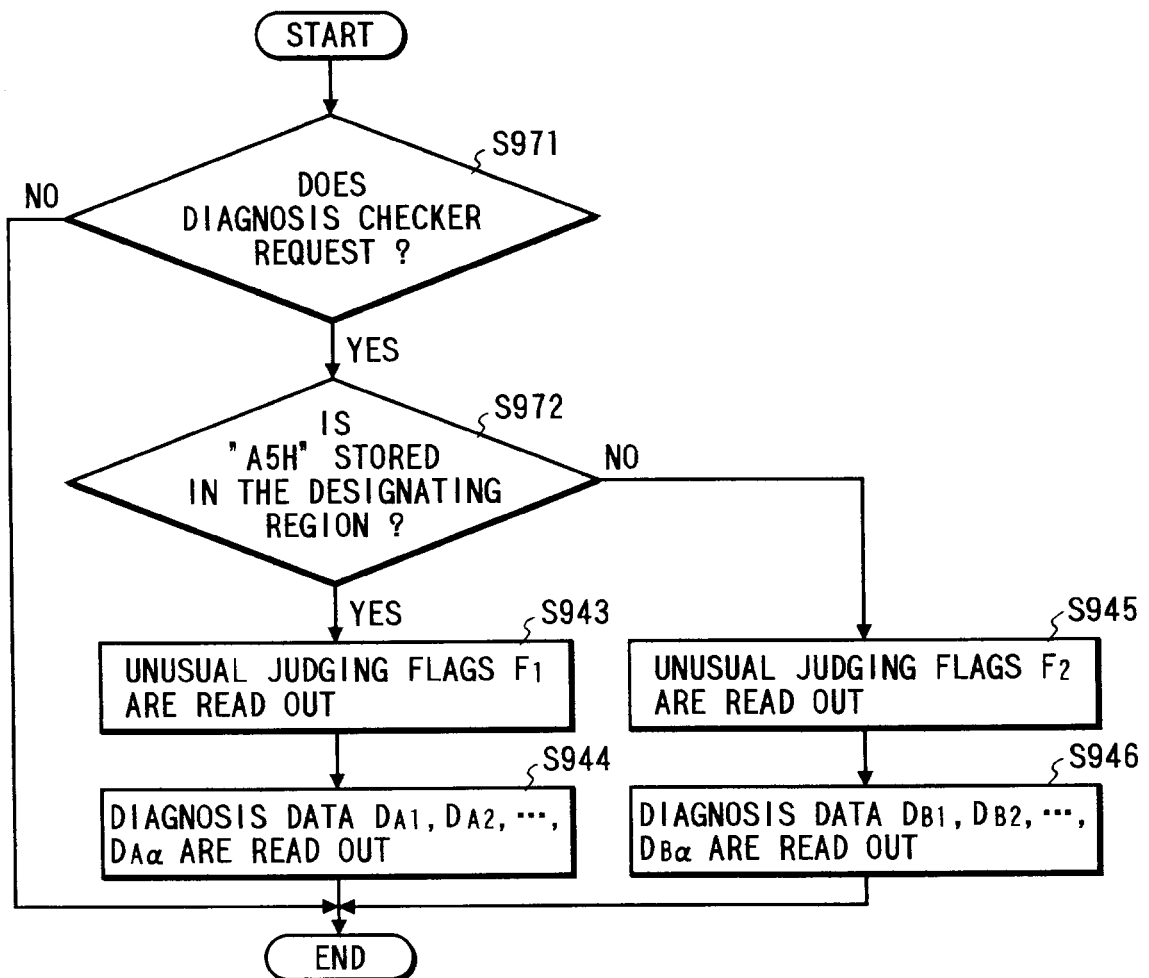 START
S971
NO
DOES
DIAGNOSIS CHECKER
REQUEST ?
YES
S972
IS
"A5H" STORED
IN THE DESIGNATING
REGION ?
NO
YES
S943
UNUSUAL JUDGING FLAGS F1
ARE READ OUT
S945
UNUSUAL JUDGING FLAGS F2
ARE READ OUT
S944
DIAGNOSIS DATA DA1, DA2, ···,
DAα ARE READ OUT
S946
DIAGNOSIS DATA DB1, DB2, ···,
DBα ARE READ OUT
END